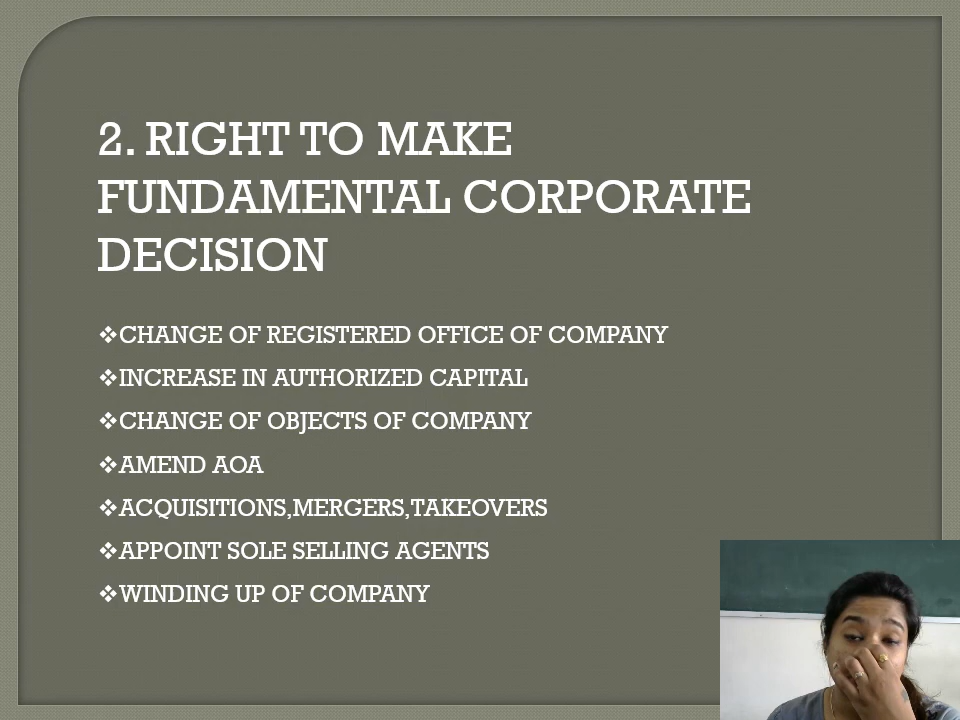 2. RIGHT TO MAKE
FUNDAMENTAL CORPORATE
DECISION
❖CHANGE OF REGISTERED OFFICE OF COMPANY
❖INCREASE IN AUTHORIZED CAPITAL
❖CHANGE OF OBJECTS OF COMPANY
❖AMEND AOA
❖ACQUISITIONS,MERGERS,TAKEOVERS
❖APPOINT SOLE SELLING AGENTS
❖WINDING UP OF COMPANY